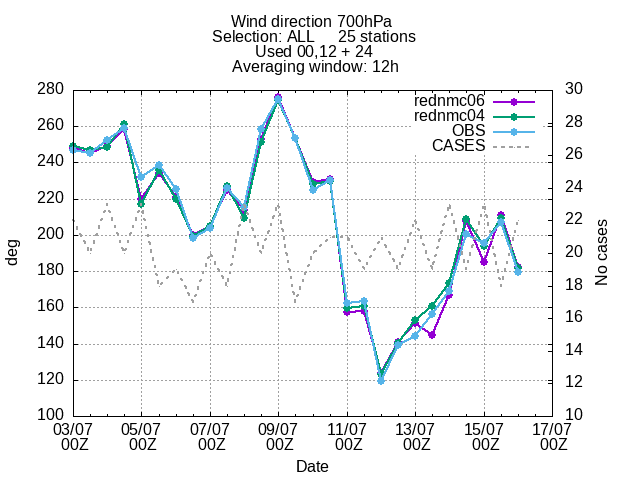 Wind direction 700hPa
Selection: ALL 25 stations
Used 00,12 + 24
Averaging window: 12h
280
260
240
220
200
180
160
140
120
100
deg
30
28
26
24
22
20
18
16
14
12
10
No cases
rednmc06
rednmc04
OBS
CASES
03/07 05/07 07/07 09/07 11/07 13/07 15/07 17/07
00Z 00Z 00Z 00Z 00Z 00Z 00Z 00Z
Date